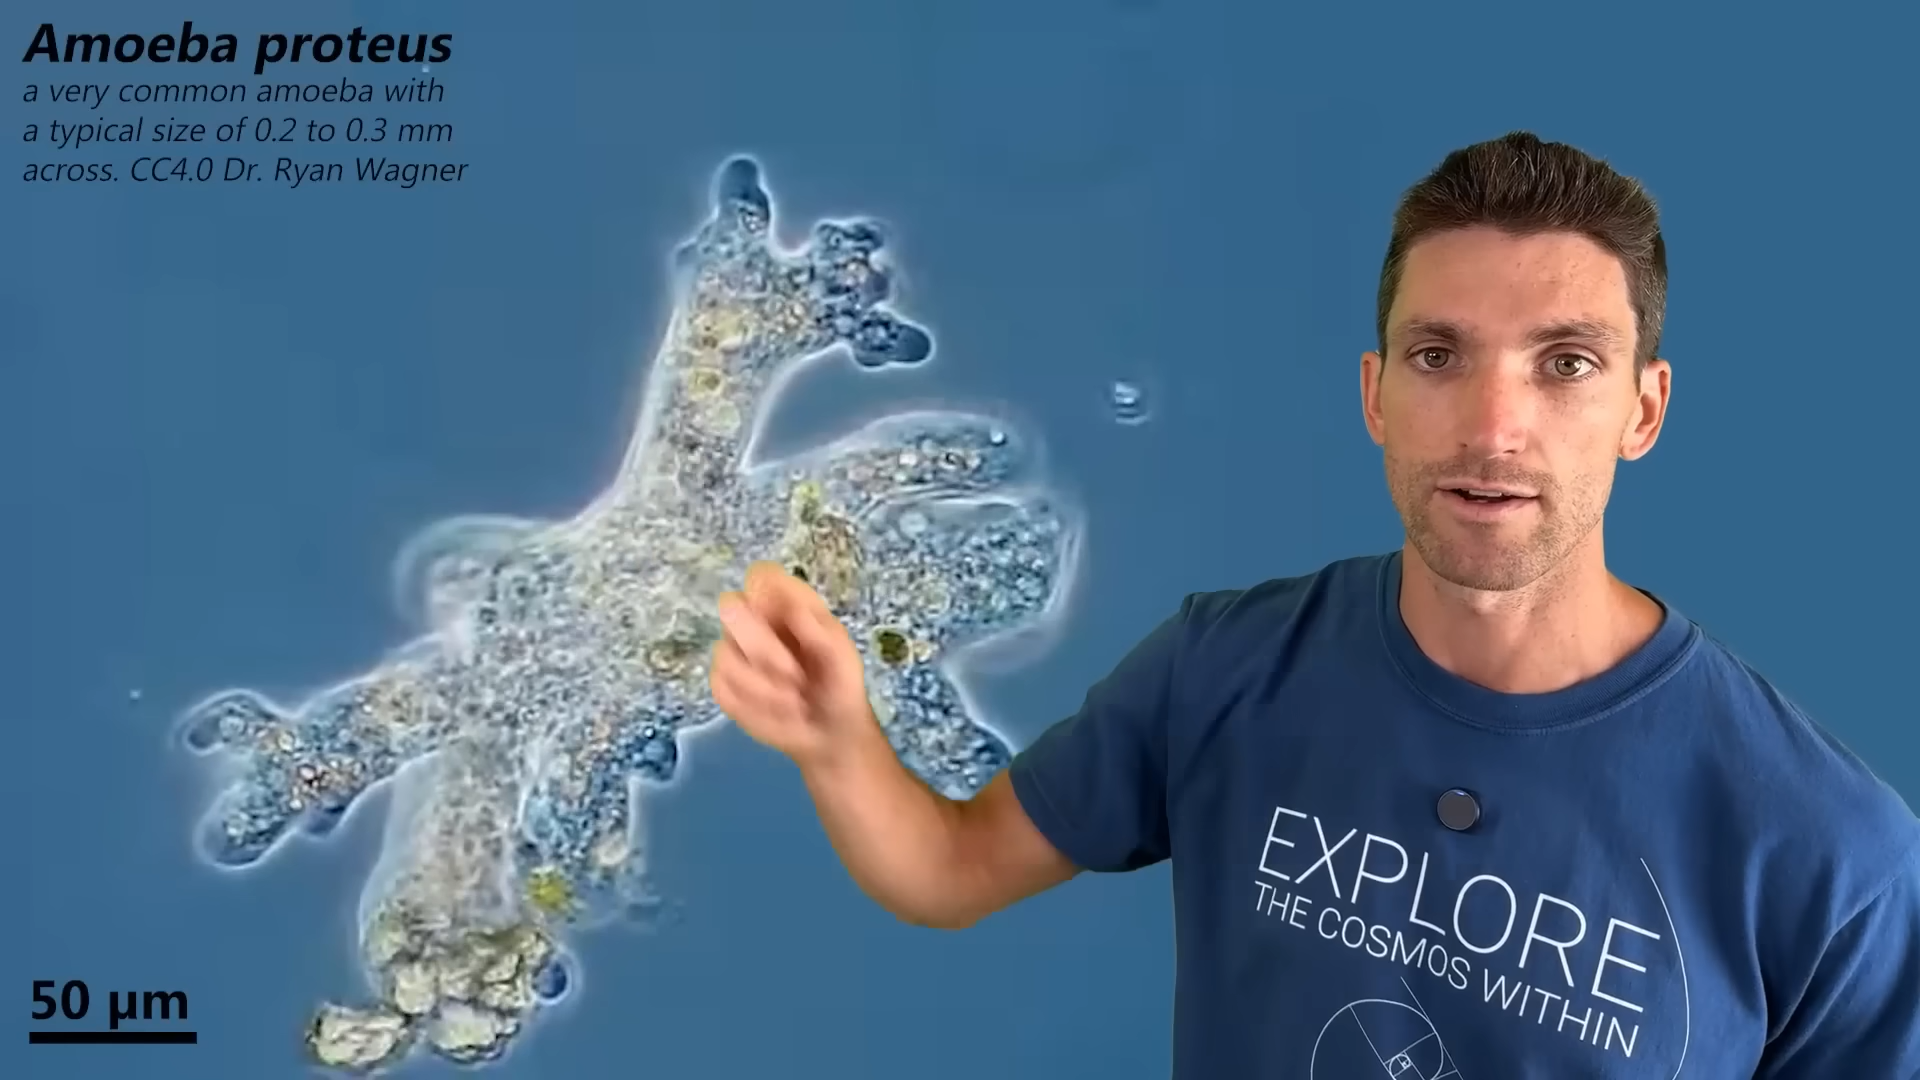 Amoeba proteus
a very common amoeba with
a typical size of 0.2 to 0.3 mm
across. CC4.0 Dr. Ryan Wagner
50 µm
EXPLORE
THE COSMOS WITHIN